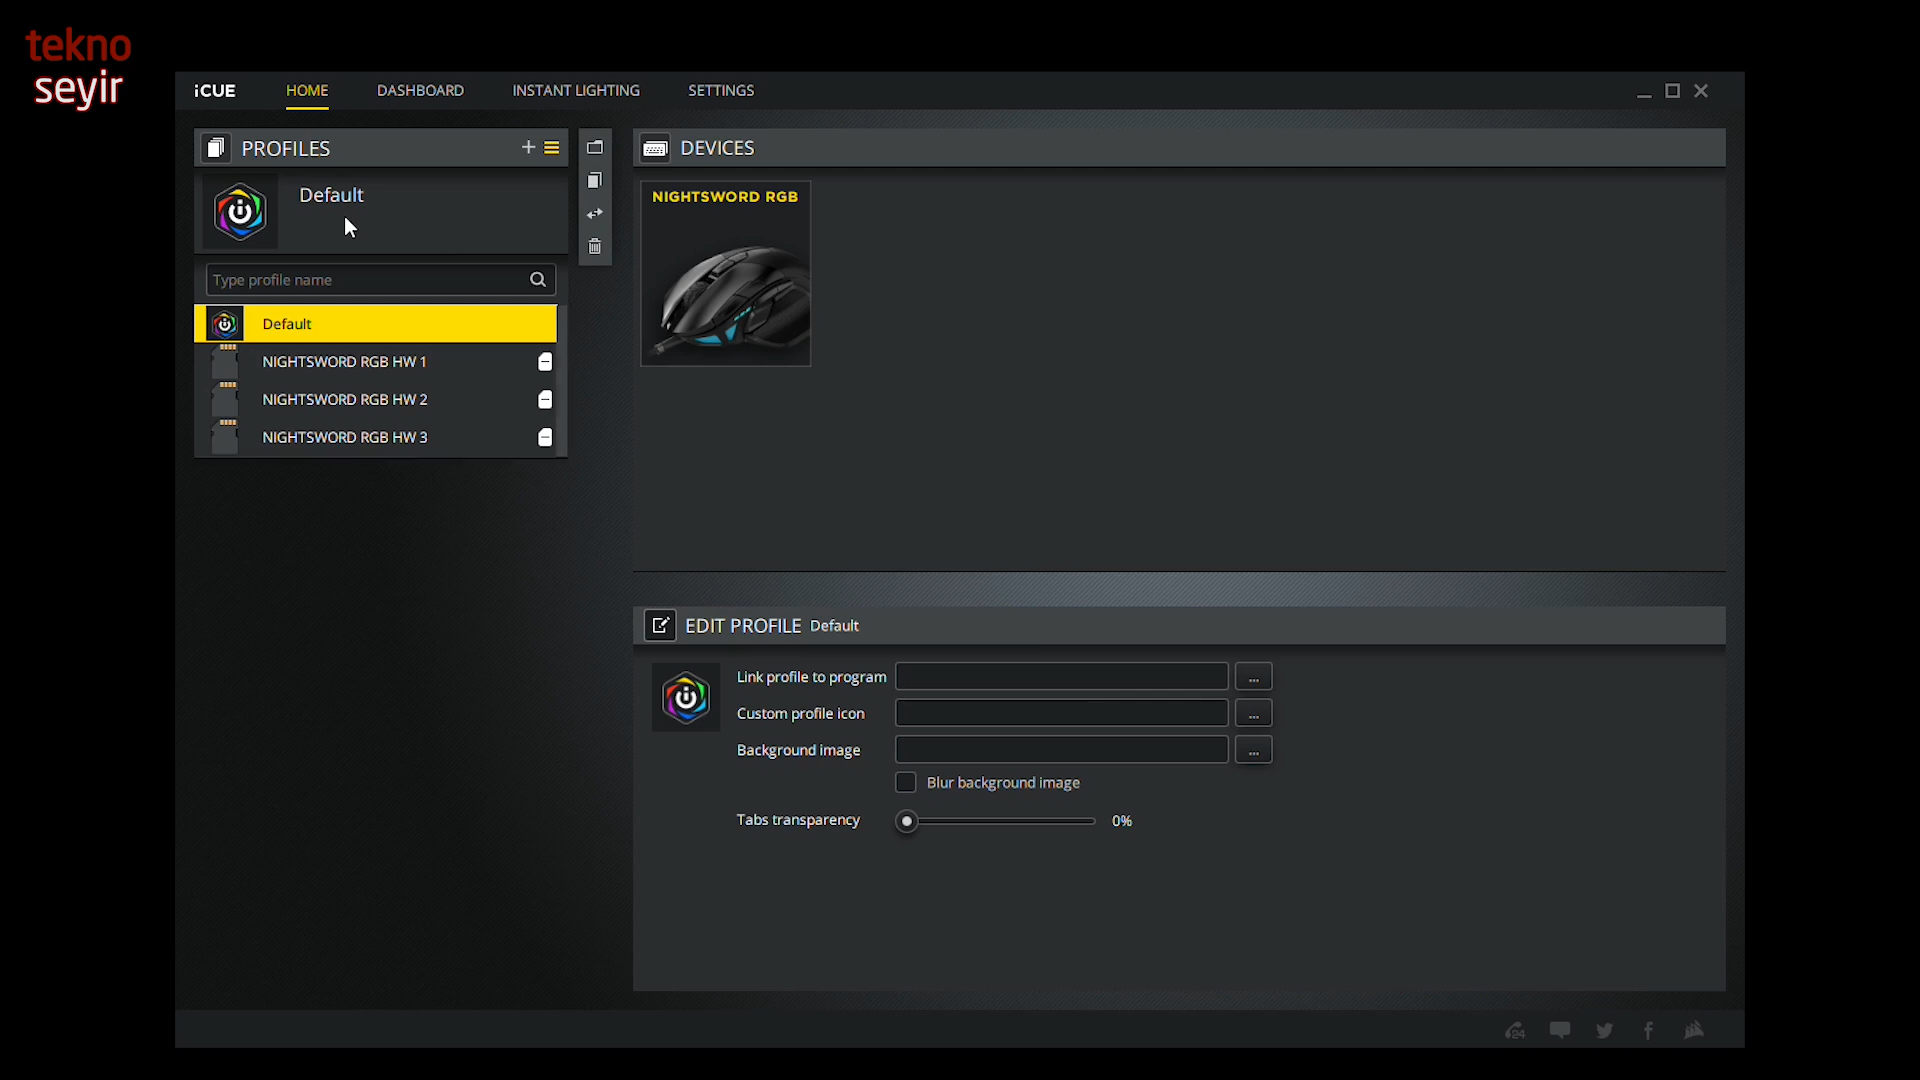 tekno
seyir
iCUE HOME DASHBOARD INSTANT LIGHTING SETTINGS
PROFILES
Default
Type profile name
Default
NIGHTSWORD RGB HW 1
NIGHTSWORD RGB HW 2
NIGHTSWORD RGB HW 3
DEVICES
NIGHTSWORD RGB
EDIT PROFILE Default
Link profile to program ...
Custom profile icon ...
Background image ...
Blur background image
Tabs transparency 0%
24